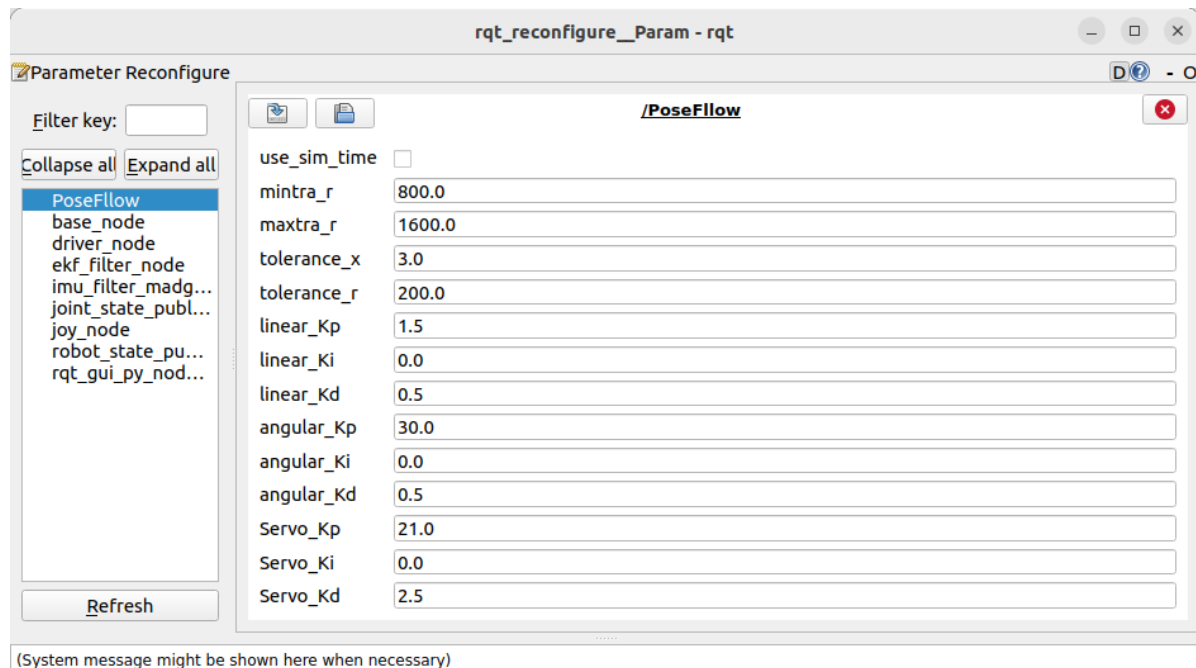 rqt_reconfigure__Param - rqt
Parameter Reconfigure
D - O
Filter key:
Collapse all Expand all
PoseFllow
base_node
driver_node
ekf_filter_node
imu_filter_madg...
joint_state_publ...
joy_node
robot_state_pu...
rqt_gui_py_nod...
Refresh
/PoseFllow
use_sim_time
mintra_r 800.0
maxtra_r 1600.0
tolerance_x 3.0
tolerance_r 200.0
linear_Kp 1.5
linear_Ki 0.0
linear_Kd 0.5
angular_Kp 30.0
angular_Ki 0.0
angular_Kd 0.5
Servo_Kp 21.0
Servo_Ki 0.0
Servo_Kd 2.5
(System message might be shown here when necessary)